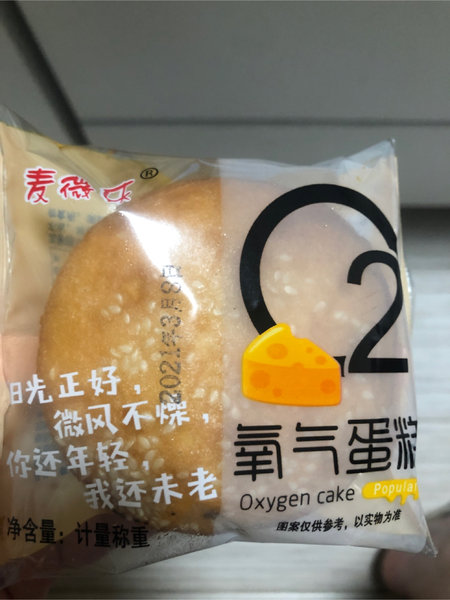 麦微
®
O2
2021年3月8日
日光正好，
微风不燥，
你还年轻，
我还未老
氧气蛋糕
Oxygen cake
Popular
图案仅供参考，以实物为准
净含量：计量称重